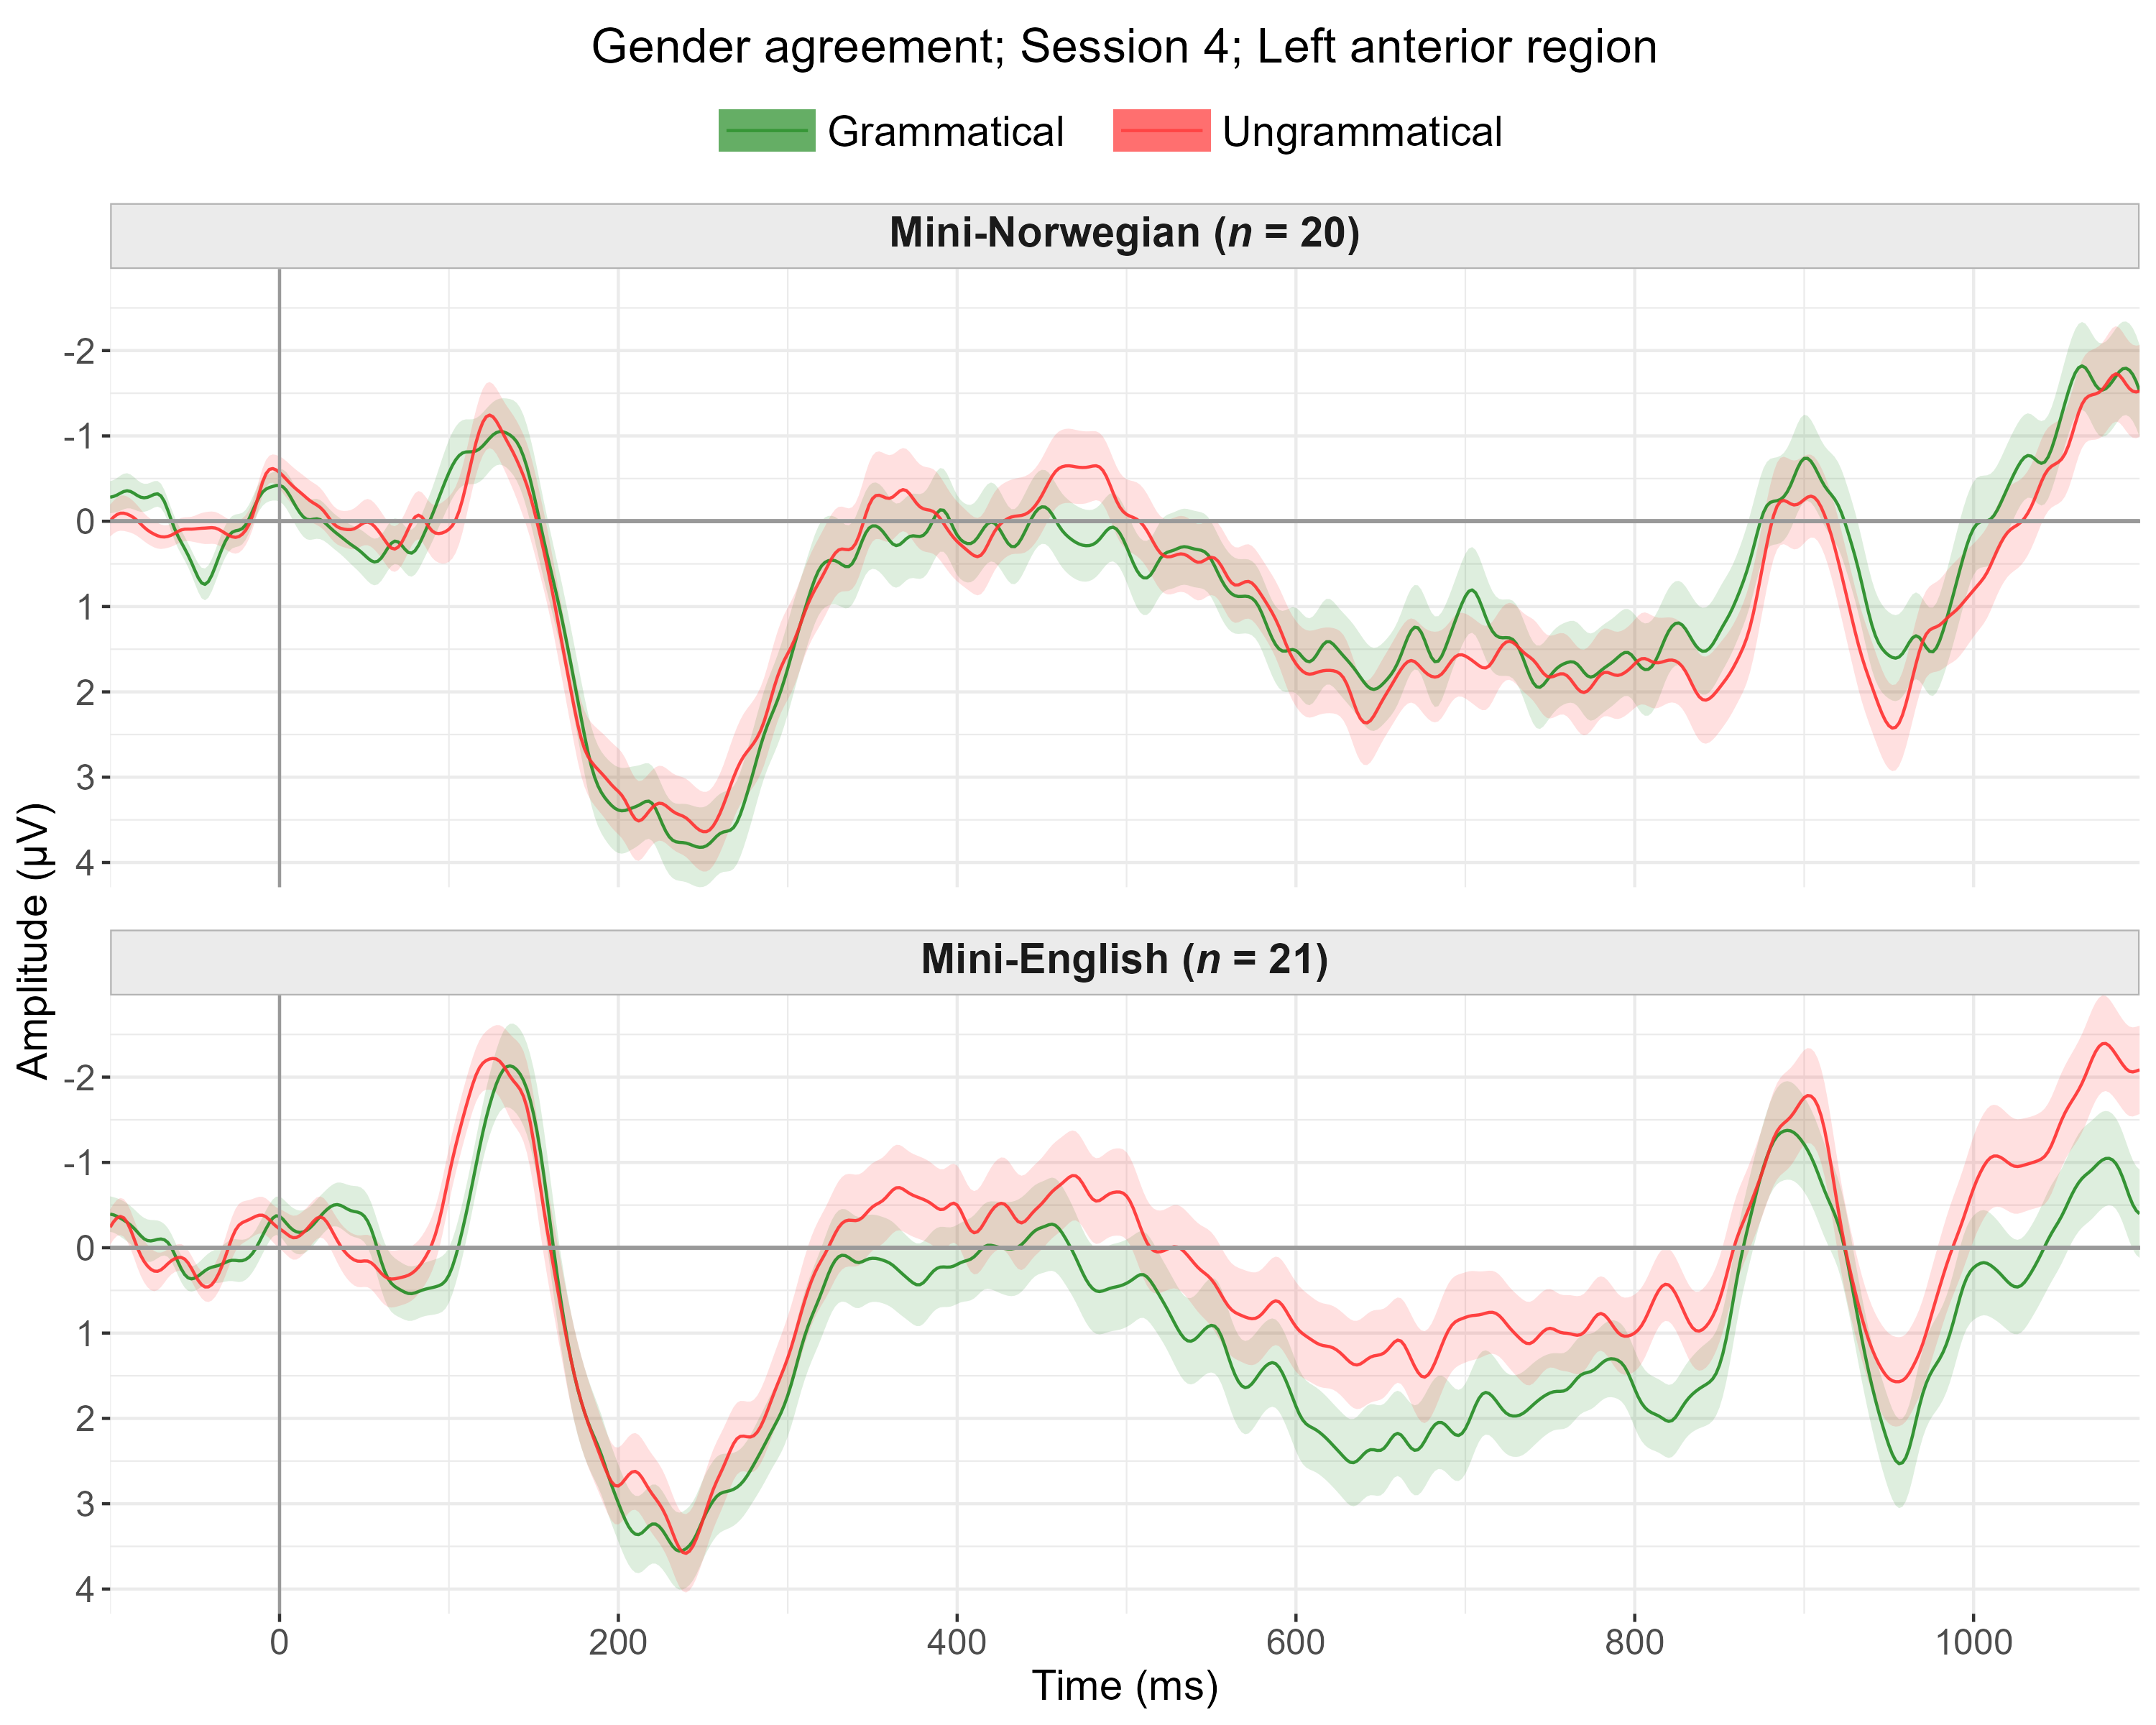 Gender agreement; Session 4; Left anterior region
Grammatical Ungrammatical
Mini-Norwegian (n = 20)
-2
-1
0
1
2
3
4
Mini-English (n = 21)
-2
-1
0
1
2
3
4
0 200 400 600 800 1000
Time (ms)
Amplitude (µV)